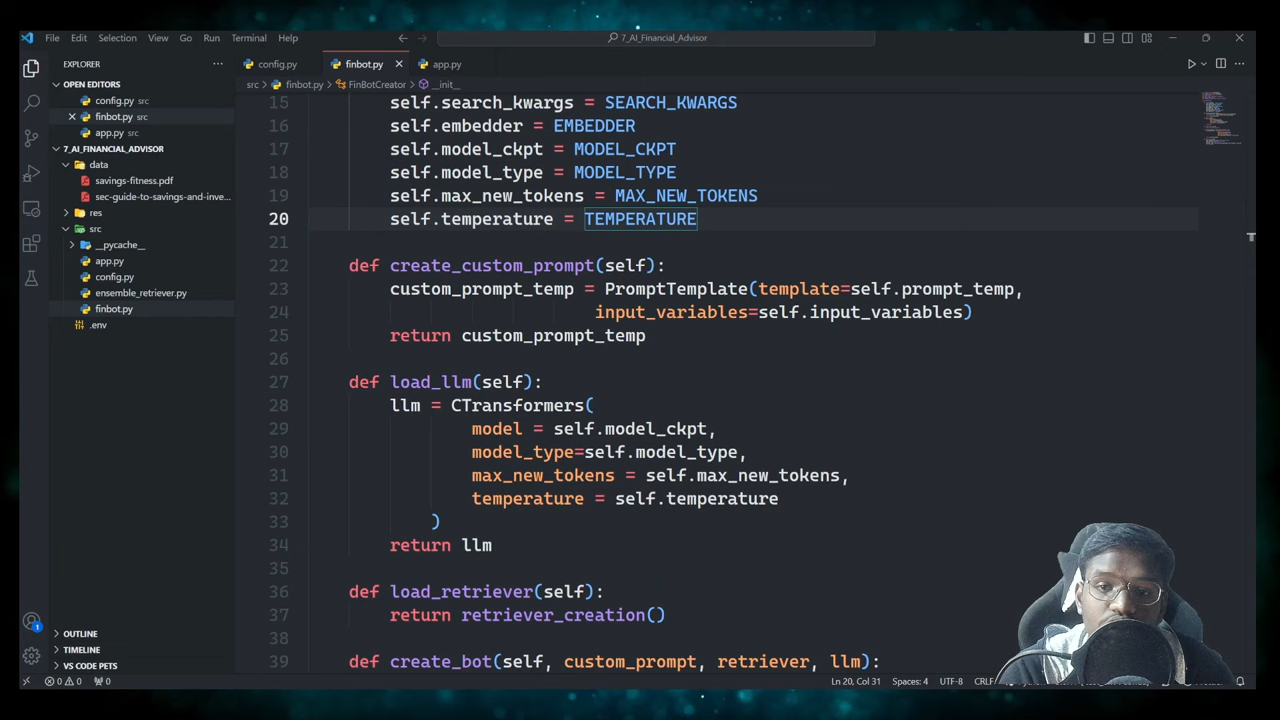 File Edit Selection View Go Run Terminal Help
7_AI_Financial_Advisor
EXPLORER
OPEN EDITORS
config.py src
finbot.py src
app.py src
7_AI_FINANCIAL_ADVISOR
data
savings-fitness.pdf
sec-guide-to-savings-and-inve...
res
src
__pycache__
app.py
config.py
ensemble_retriever.py
finbot.py
.env
OUTLINE
TIMELINE
VS CODE PETS
config.py finbot.py app.py
src > finbot.py > FinBotCreator > __init__
15 self.search_kwargs = SEARCH_KWARGS
16 self.embedder = EMBEDDER
17 self.model_ckpt = MODEL_CKPT
18 self.model_type = MODEL_TYPE
19 self.max_new_tokens = MAX_NEW_TOKENS
20 self.temperature = TEMPERATURE
21
22 def create_custom_prompt(self):
23 custom_prompt_temp = PromptTemplate(template=self.prompt_temp,
24 input_variables=self.input_variables)
25 return custom_prompt_temp
26
27 def load_llm(self):
28 llm = CTransformers(
29 model = self.model_ckpt,
30 model_type=self.model_type,
31 max_new_tokens = self.max_new_tokens,
32 temperature = self.temperature
33 )
34 return llm
35
36 def load_retriever(self):
37 return retriever_creation()
38
39 def create_bot(self, custom_prompt, retriever, llm):
1
0 0 0 Ln 20, Col 31 Spaces: 4 UTF-8 CRLF